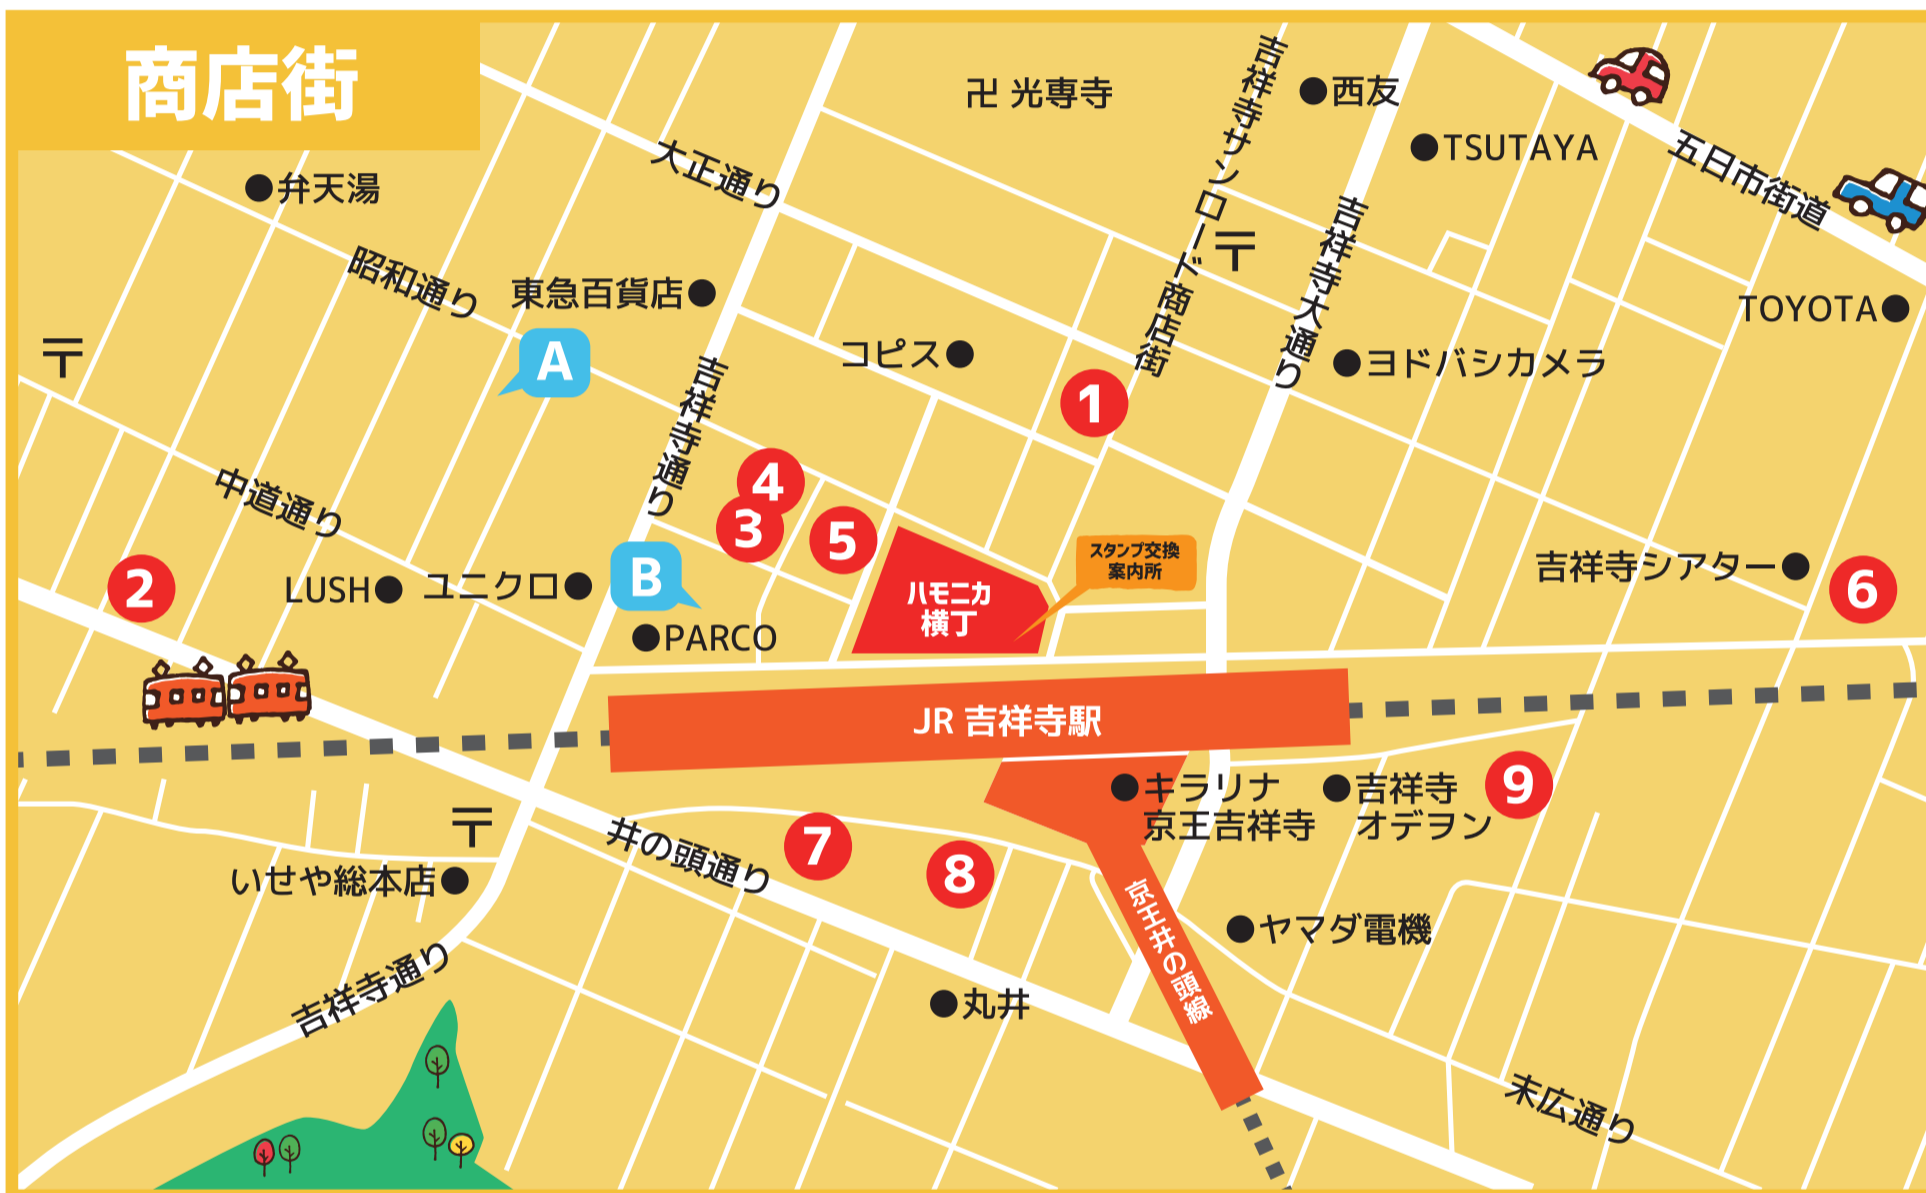 商店街
卍 光専寺
吉祥寺サンロード商店街
西友
TSUTAYA
五日市街道
大正通り
弁天湯
昭和通り
東急百貨店
〒
吉祥寺大通り
TOYOTA
〒
A
コピス
ヨドバシカメラ
吉祥寺通り
1
中道通り
4
3
5
スタンプ交換
案内所
吉祥寺シアター
2
LUSH
ユニクロ
B
ハモニカ
横丁
6
PARCO
JR 吉祥寺駅
キラリナ
京王吉祥寺
吉祥寺
オデヲン
9
〒
井の頭通り
7
8
いせや総本店
京王井の頭線
ヤマダ電機
吉祥寺通り
丸井
末広通り